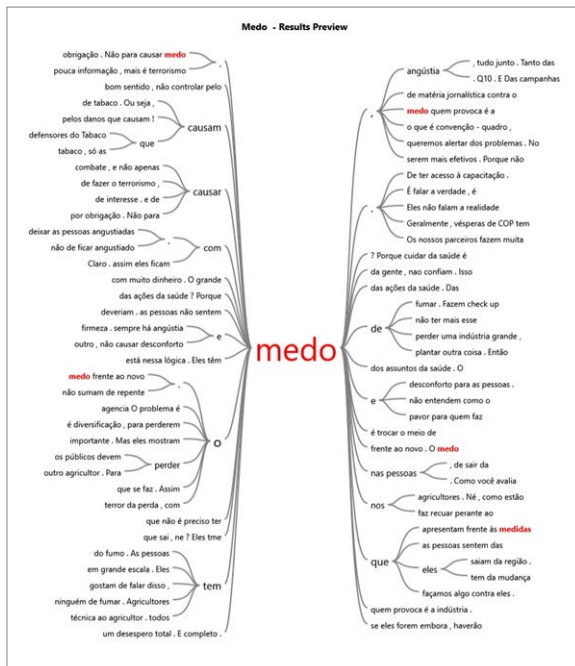 Medo - Results Preview
obrigação . Não para causar medo
pouca informação , mais é terrorismo
.
bom sentido , não controlar pelo
de tabaco . Ou seja ,
pelos danos que causam !
defensores do Tabaco
tabaco , só as
que
causam
combate , e não apenas
de fazer o terrorismo ,
de interesse . e de
por obrigação . Não para
causar
deixar as pessoas angustiadas
não de ficar angustiado
Claro . assim eles ficam
com
com muito dinheiro . O grande
das ações da saúde ? Porque
deveriam . as pessoas não sentem
firmeza . sempre há angústia
outro , não causar desconforto
e
está nessa lógica . Eles têm
medo frente ao novo
não sumam de repente
agencia O problema é
é diversificação , para perderem
importante . Mas eles mostram
os públicos devem
outro agricultor . Para
perder
que se faz . Assim
terror da perda , com
o
que não é preciso ter
que sai , ne ? Eles tme
do fumo . As pessoas
em grande escala . Eles
gostam de falar disso ,
ninguém de fumar . Agricultores
técnica ao agricultor . todos
tem
um desespero total . E completo .
medo
angústia
, tudo junto . Tanto das
. Q10 . E Das campanhas
de matéria jornalística contra o
medo quem provoca é a
o que é convenção - quadro ,
queremos alertar dos problemas . No
serem mais efetivos . Porque não
,
De ter acesso à capacitação .
É falar a verdade , é
Eles não falam a realidade
Geralmente , vésperas de COP tem
Os nossos parceiros fazem muita
.
? Porque cuidar da saúde é
da gente , nao confiam . Isso
das ações da saúde . Das
de
fumar . Fazem check up
não ter mais esse
perder uma indústria grande ,
plantar outra coisa . Então
dos assuntos da saúde . O
e
desconforto para as pessoas .
não entendem como o
pavor para quem faz
é trocar o meio de
frente ao novo . O medo
nas pessoas
, de sair da
. Como você avalia
nos
agricultores . Né , como estão
faz recuar perante ao
que
apresentam frente às medidas
as pessoas sentem das
eles
saiam da região .
tem da mudança
façamos algo contra eles .
quem provoca é a indústria .
se eles forem embora , haverão